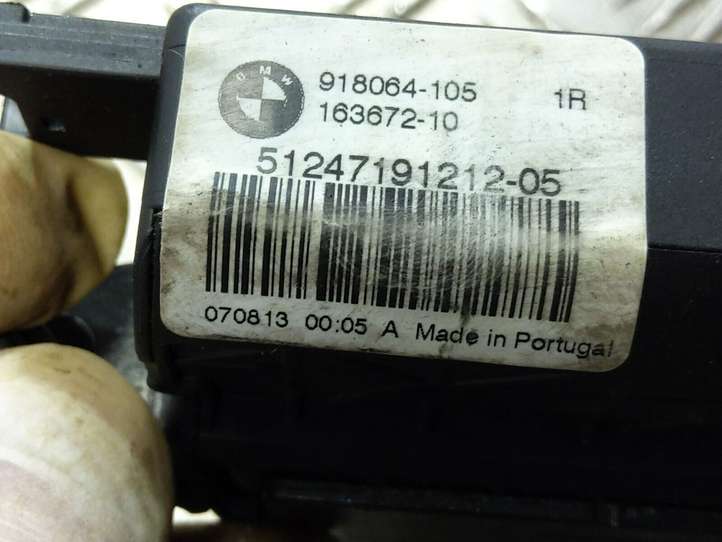 BMW
918064-105 1R
163672-10
51247191212-05
070813 00:05 A Made in Portugal